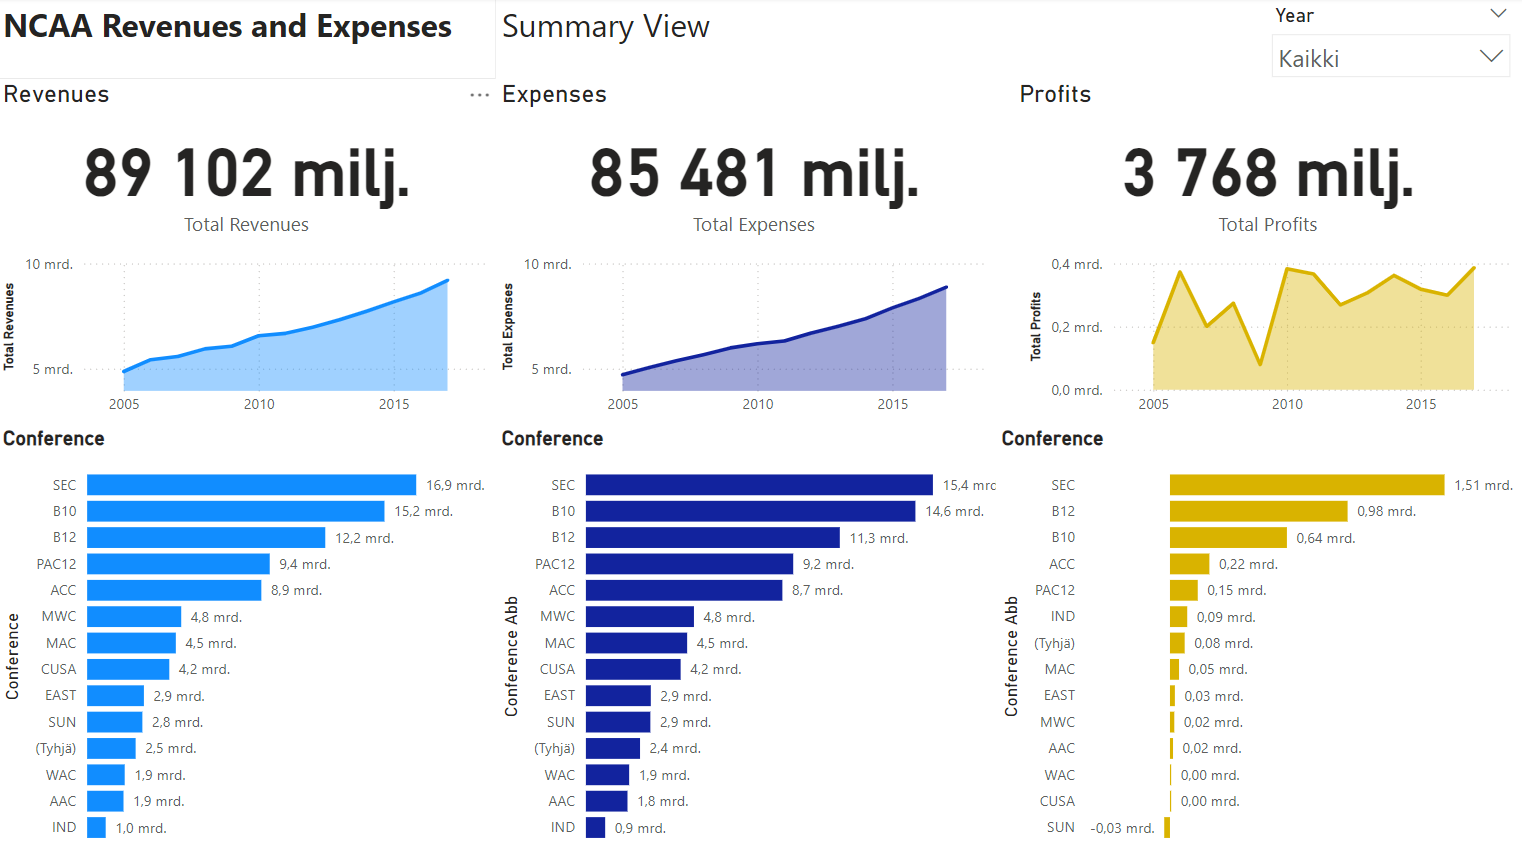 NCAA Revenues and Expenses
Summary View
Year
Kaikki
Revenues
89 102 milj.
Total Revenues
Total Revenues
10 mrd.
5 mrd.
2005 2010 2015
Expenses
85 481 milj.
Total Expenses
Total Expenses
10 mrd.
5 mrd.
2005 2010 2015
Profits
3 768 milj.
Total Profits
Total Profits
0,4 mrd.
0,2 mrd.
0,0 mrd.
2005 2010 2015
Conference
Conference
SEC 16,9 mrd.
B10 15,2 mrd.
B12 12,2 mrd.
PAC12 9,4 mrd.
ACC 8,9 mrd.
MWC 4,8 mrd.
MAC 4,5 mrd.
CUSA 4,2 mrd.
EAST 2,9 mrd.
SUN 2,8 mrd.
(Tyhjä) 2,5 mrd.
WAC 1,9 mrd.
AAC 1,9 mrd.
IND 1,0 mrd.
Conference
Conference Abb
SEC 15,4 mrc
B10 14,6 mrd.
B12 11,3 mrd.
PAC12 9,2 mrd.
ACC 8,7 mrd.
MWC 4,8 mrd.
MAC 4,5 mrd.
CUSA 4,2 mrd.
EAST 2,9 mrd.
SUN 2,9 mrd.
(Tyhjä) 2,4 mrd.
WAC 1,9 mrd.
AAC 1,8 mrd.
IND 0,9 mrd.
Conference
Conference Abb
SEC 1,51 mrd.
B12 0,98 mrd.
B10 0,64 mrd.
ACC 0,22 mrd.
PAC12 0,15 mrd.
IND 0,09 mrd.
(Tyhjä) 0,08 mrd.
MAC 0,05 mrd.
EAST 0,03 mrd.
MWC 0,02 mrd.
AAC 0,02 mrd.
WAC 0,00 mrd.
CUSA 0,00 mrd.
SUN -0,03 mrd.